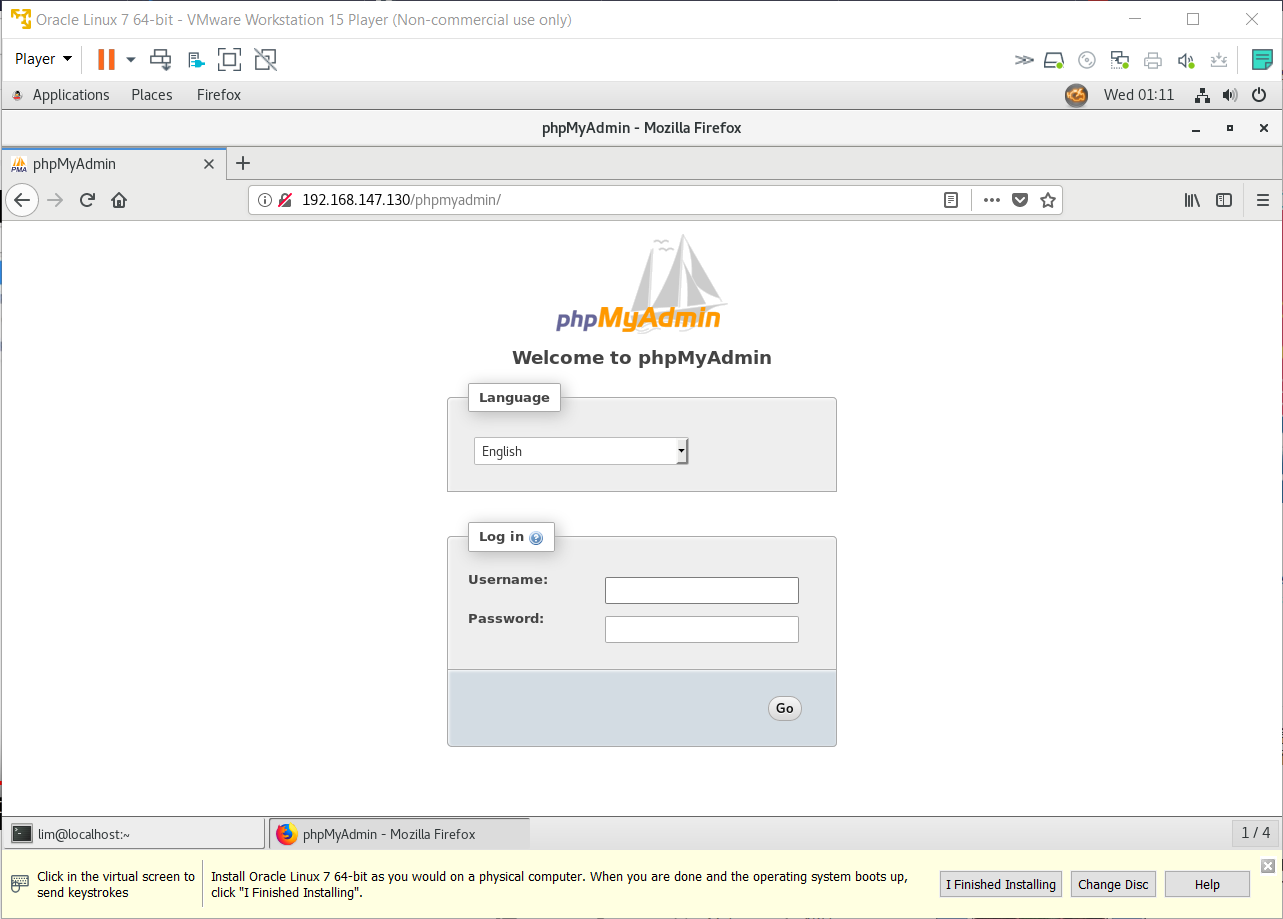 Oracle Linux 7 64-bit - VMware Workstation 15 Player (Non-commercial use only)
Player
Applications Places Firefox Wed 01:11
phpMyAdmin - Mozilla Firefox
PMA phpMyAdmin
192.168.147.130/phpmyadmin/
phpMyAdmin
Welcome to phpMyAdmin
Language
English
Log in
Username:
Password:
Go
lim@localhost:~ phpMyAdmin - Mozilla Firefox 1 / 4
Click in the virtual screen to
send keystrokes
Install Oracle Linux 7 64-bit as you would on a physical computer. When you are done and the operating system boots up,
click "I Finished Installing".
I Finished Installing Change Disc Help